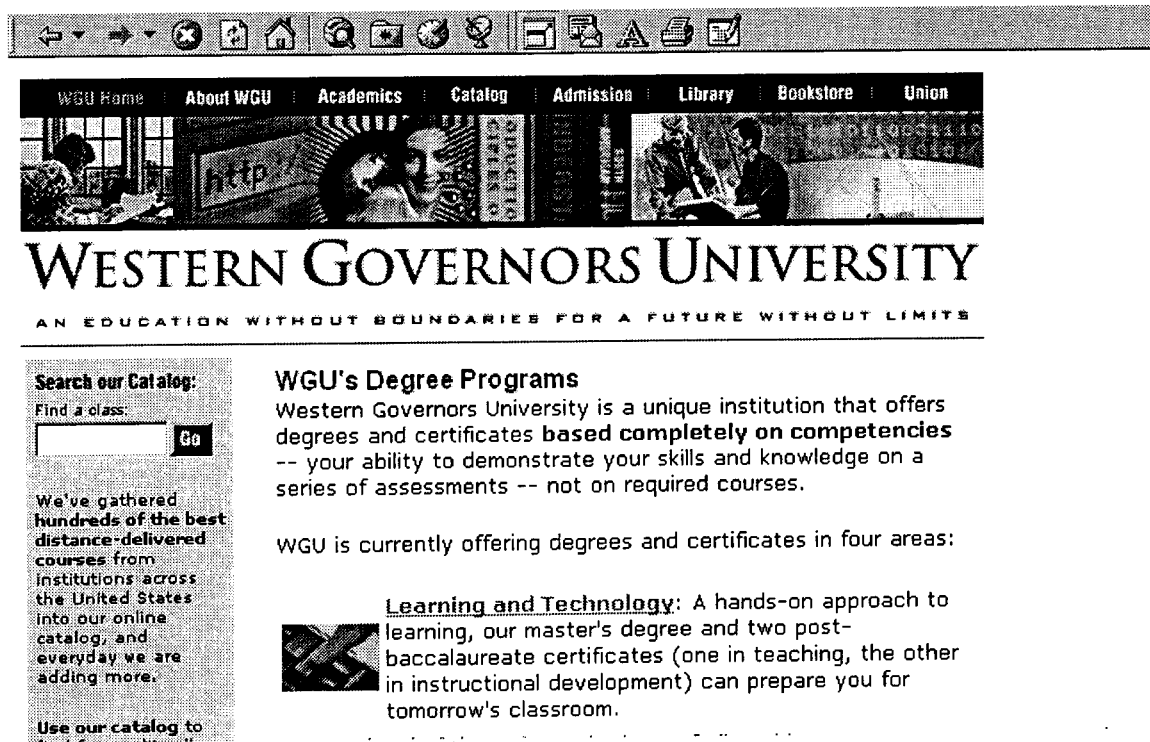 WGU Home
About WGU
Academics
Catalog
Admission
Library
Bookstore
Union
http://
WESTERN GOVERNORS UNIVERSITY
AN EDUCATION WITHOUT BOUNDARIES FOR A FUTURE WITHOUT LIMITS
Search our Catalog:
Find a class:
Go
We've gathered
hundreds of the best
distance-delivered
courses from
institutions across
the United States
into our online
catalog, and
everyday we are
adding more.
Use our catalog to
WGU's Degree Programs
Western Governors University is a unique institution that offers
degrees and certificates based completely on competencies
-- your ability to demonstrate your skills and knowledge on a
series of assessments -- not on required courses.
WGU is currently offering degrees and certificates in four areas:
Learning and Technology: A hands-on approach to
learning, our master's degree and two post-
baccalaureate certificates (one in teaching, the other
in instructional development) can prepare you for
tomorrow's classroom.